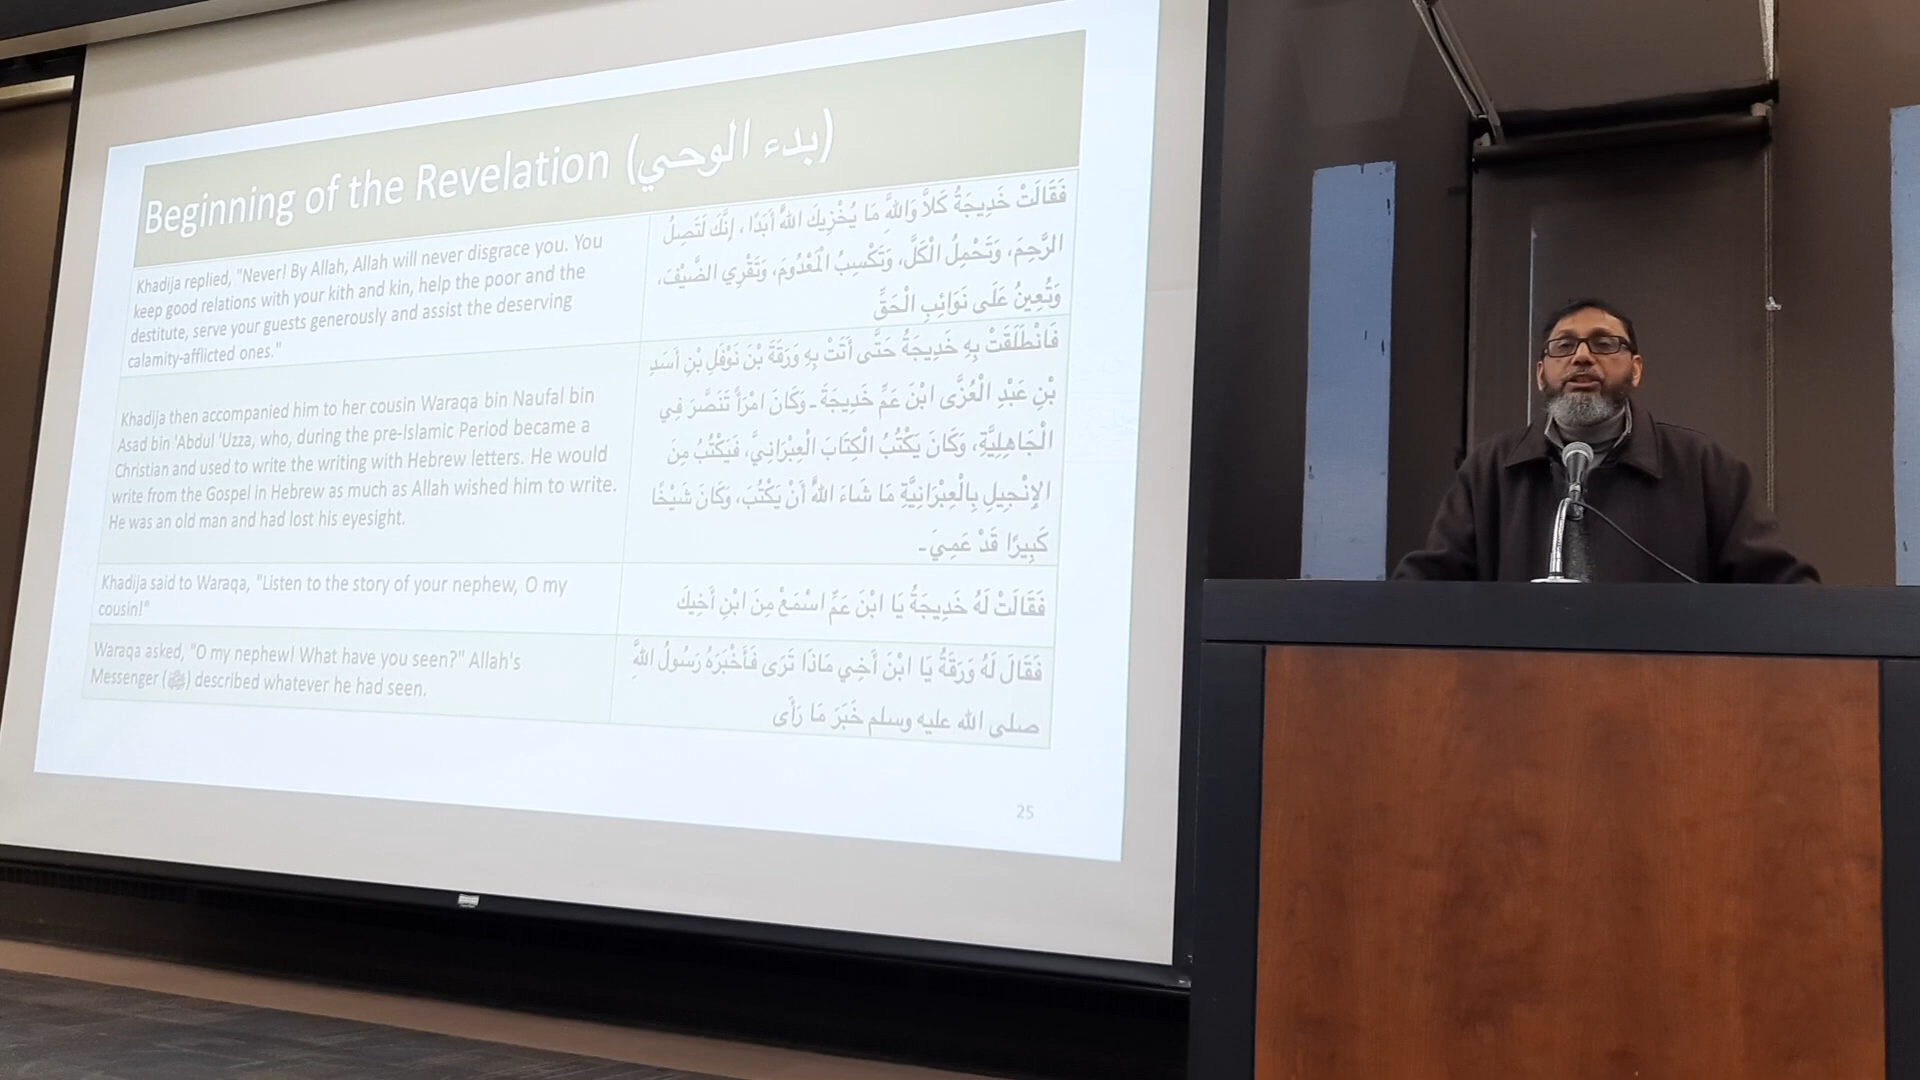 Beginning of the Revelation (بدء الوحي)
Khadija replied, "Never! By Allah, Allah will never disgrace you. You
keep good relations with your kith and kin, help the poor and the
destitute, serve your guests generously and assist the deserving
calamity-afflicted ones."
فَقَالَتْ خَدِيجَةُ كَلاَّ وَاللَّهِ مَا يُخْزِيكَ اللَّهُ أَبَدًا، إِنَّكَ لَتَصِلُ
الرَّحِمَ، وَتَحْمِلُ الْكَلَّ، وَتَكْسِبُ الْمَعْدُومَ، وَتَقْرِي الضَّيْفَ،
وَتُعِينُ عَلَى نَوَائِبِ الْحَقِّ
Khadija then accompanied him to her cousin Waraqa bin Naufal bin
Asad bin 'Abdul 'Uzza, who, during the pre-Islamic Period became a
Christian and used to write the writing with Hebrew letters. He would
write from the Gospel in Hebrew as much as Allah wished him to write.
He was an old man and had lost his eyesight.
فَانْطَلَقَتْ بِهِ خَدِيجَةُ حَتَّى أَتَتْ بِهِ وَرَقَةَ بْنَ نَوْفَلِ بْنِ أَسَدِ
بْنِ عَبْدِ الْعُزَّى ابْنَ عَمِّ خَدِيجَةَ ـ وَكَانَ امْرَأً تَنَصَّرَ فِي
الْجَاهِلِيَّةِ، وَكَانَ يَكْتُبُ الْكِتَابَ الْعِبْرَانِيَّ، فَيَكْتُبُ مِنَ
الإِنْجِيلِ بِالْعِبْرَانِيَّةِ مَا شَاءَ اللَّهُ أَنْ يَكْتُبَ، وَكَانَ شَيْخًا
كَبِيرًا قَدْ عَمِيَ ـ
Khadija said to Waraqa, "Listen to the story of your nephew, O my
cousin!"
فَقَالَتْ لَهُ خَدِيجَةُ يَا ابْنَ عَمِّ اسْمَعْ مِنَ ابْنِ أَخِيكَ
Waraqa asked, "O my nephew! What have you seen?" Allah's
Messenger (ﷺ) described whatever he had seen.
فَقَالَ لَهُ وَرَقَةُ يَا ابْنَ أَخِي مَاذَا تَرَى فَأَخْبَرَهُ رَسُولُ اللَّهِ
صلى الله عليه وسلم خَبَرَ مَا رَأَى
25